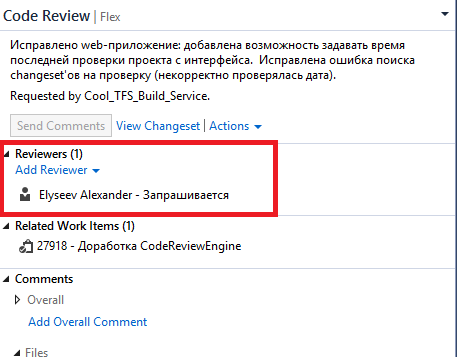 Code Review | Flex
Исправлено web-приложение: добавлена возможность задавать время
последней проверки проекта с интерфейса. Исправлена ошибка поиска
changeset'ов на проверку (некорректно проверялась дата).
Requested by Cool_TFS_Build_Service.
Send Comments View Changeset | Actions
Reviewers (1)
Add Reviewer
Elyseev Alexander - Запрашивается
Related Work Items (1)
27918 - Доработка CodeReviewEngine
Comments
Overall
Add Overall Comment
Files